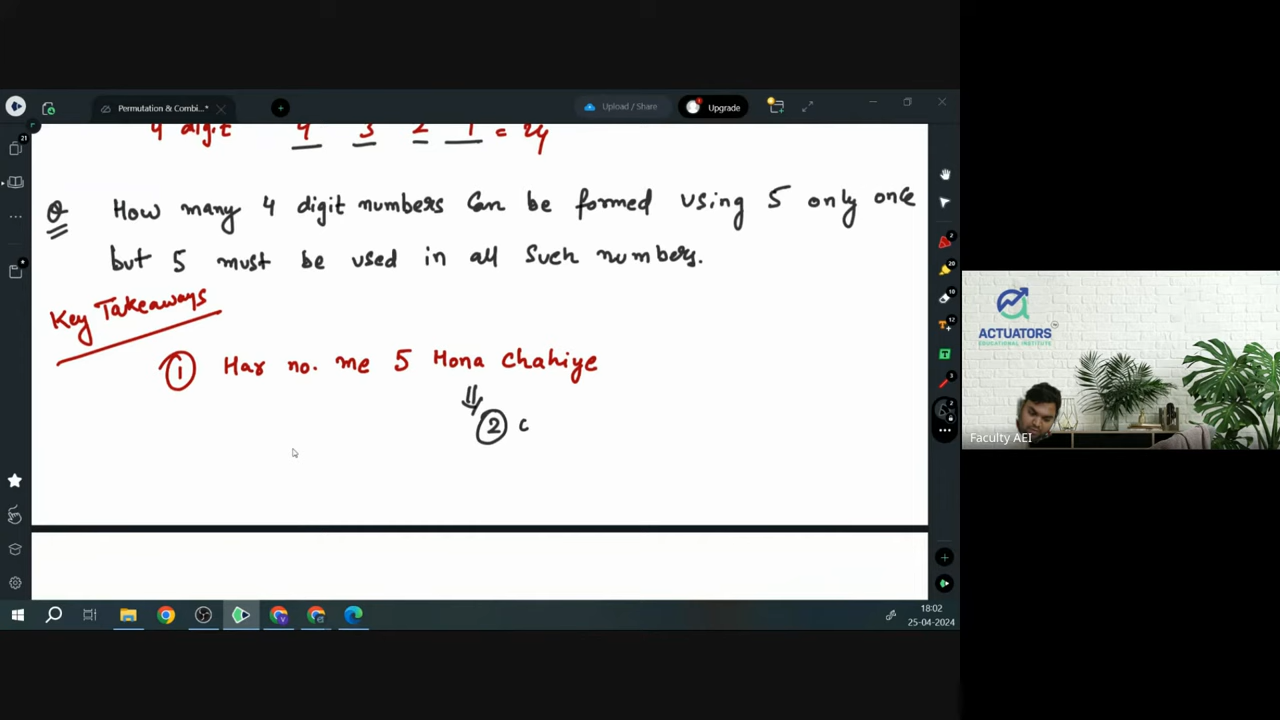 Permutation & Combi...*
Upload / Share
Upgrade
4 digit 4 3 2 1 = 24
Q How many 4 digit numbers Can be formed using 5 only once
but 5 must be used in all Such numbers.
Key Takeaways
① Har no. me 5 Hona Chahiye
② c
ACTUATORS
EDUCATIONAL INSTITUTE
Faculty AEI
18:02
25-04-2024